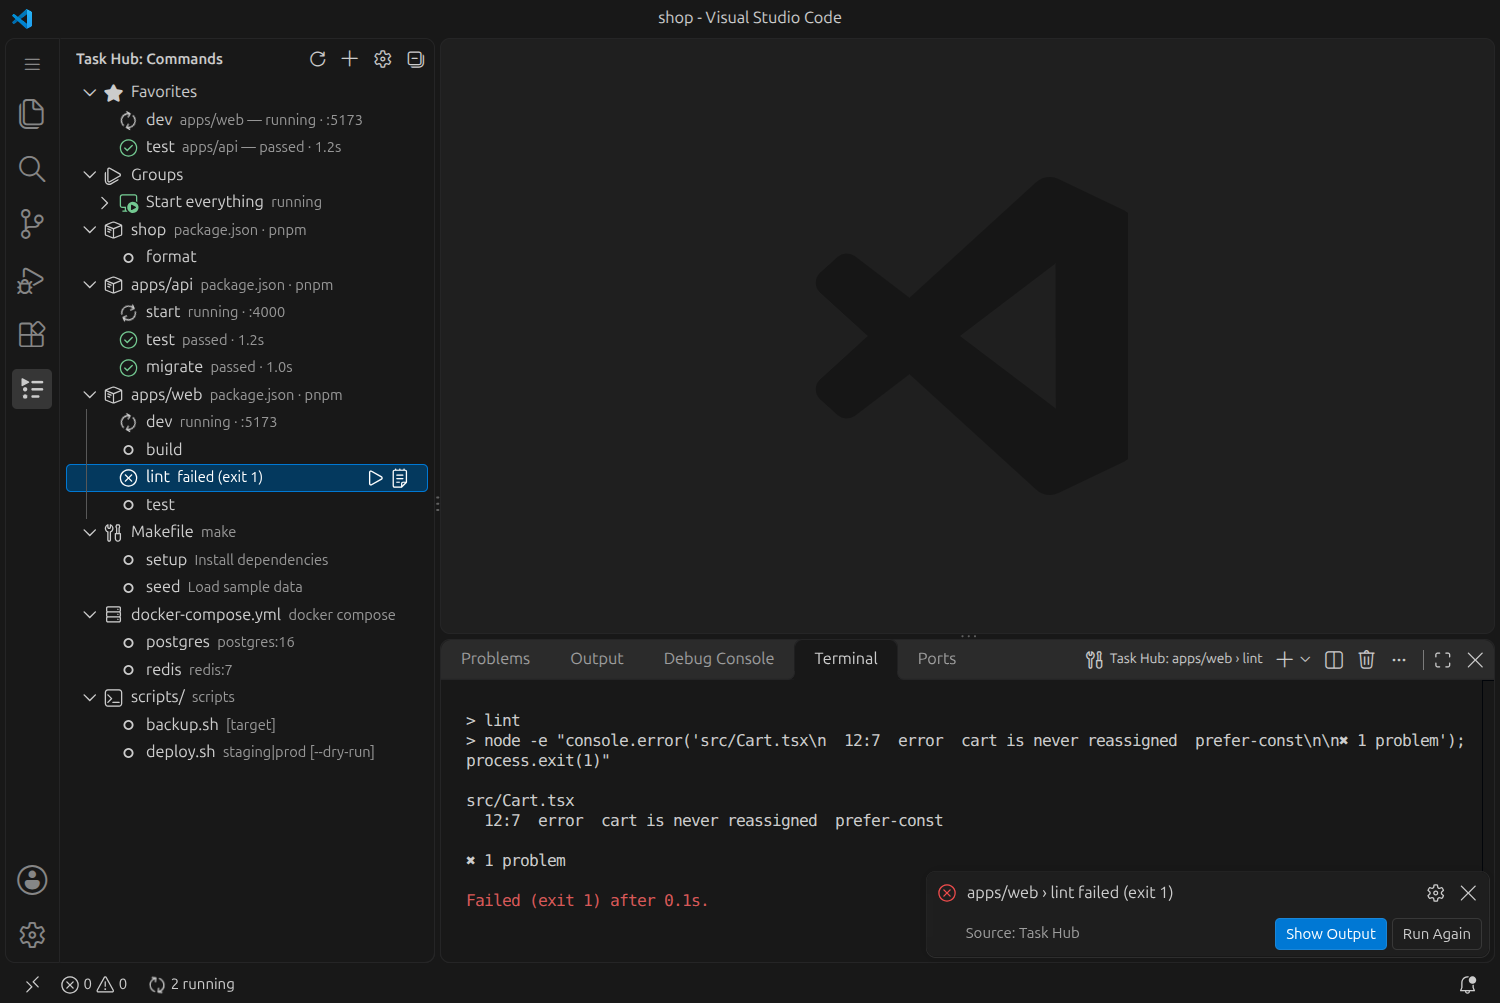 shop - Visual Studio Code
Task Hub: Commands
Favorites
dev apps/web — running · :5173
test apps/api — passed · 1.2s
Groups
Start everything running
shop package.json · pnpm
format
apps/api package.json · pnpm
start running · :4000
test passed · 1.2s
migrate passed · 1.0s
apps/web package.json · pnpm
dev running · :5173
build
lint failed (exit 1)
test
Makefile make
setup Install dependencies
seed Load sample data
docker-compose.yml docker compose
postgres postgres:16
redis redis:7
scripts/ scripts
backup.sh [target]
deploy.sh staging|prod [--dry-run]
Problems Output Debug Console Terminal Ports Task Hub: apps/web › lint
> lint
> node -e "console.error('src/Cart.tsx\n  12:7  error  cart is never reassigned  prefer-const\n\n✖ 1 problem');
process.exit(1)"
src/Cart.tsx
12:7  error  cart is never reassigned  prefer-const
✖ 1 problem
Failed (exit 1) after 0.1s.
apps/web › lint failed (exit 1)
Source: Task Hub
Show Output Run Again
0 0 2 running